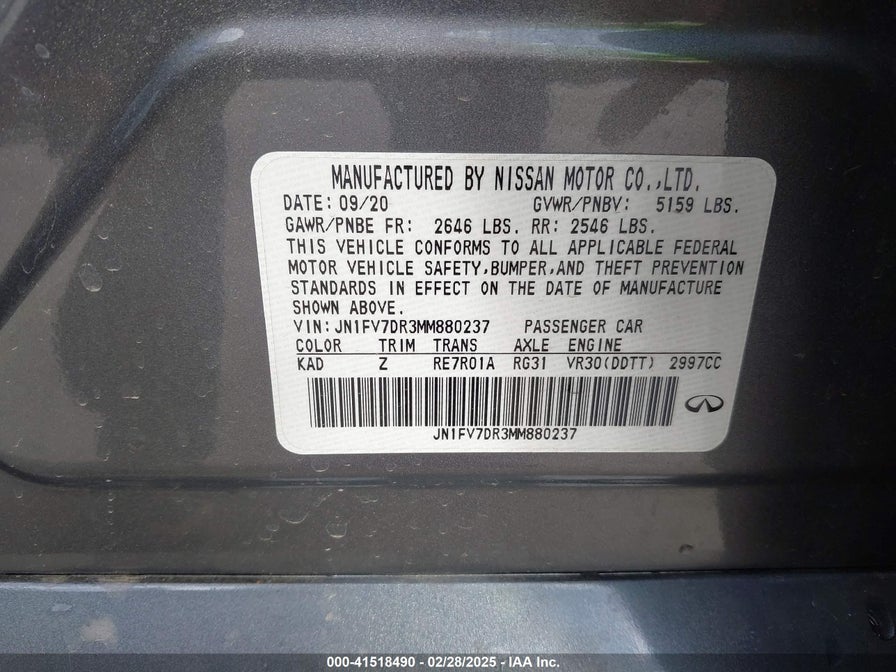 MANUFACTURED BY NISSAN MOTOR CO.,LTD.
DATE: 09/20 GVWR/PNBV: 5159 LBS.
GAWR/PNBE FR: 2646 LBS. RR: 2546 LBS.
THIS VEHICLE CONFORMS TO ALL APPLICABLE FEDERAL
MOTOR VEHICLE SAFETY,BUMPER,AND THEFT PREVENTION
STANDARDS IN EFFECT ON THE DATE OF MANUFACTURE
SHOWN ABOVE.
VIN:JN1FV7DR3MM880237 PASSENGER CAR
COLOR TRIM TRANS AXLE ENGINE
KAD Z RE7R01A RG31 VR30(DDTT) 2997CC
JN1FV7DR3MM880237
000-41518490 - 02/28/2025 - IAA Inc.